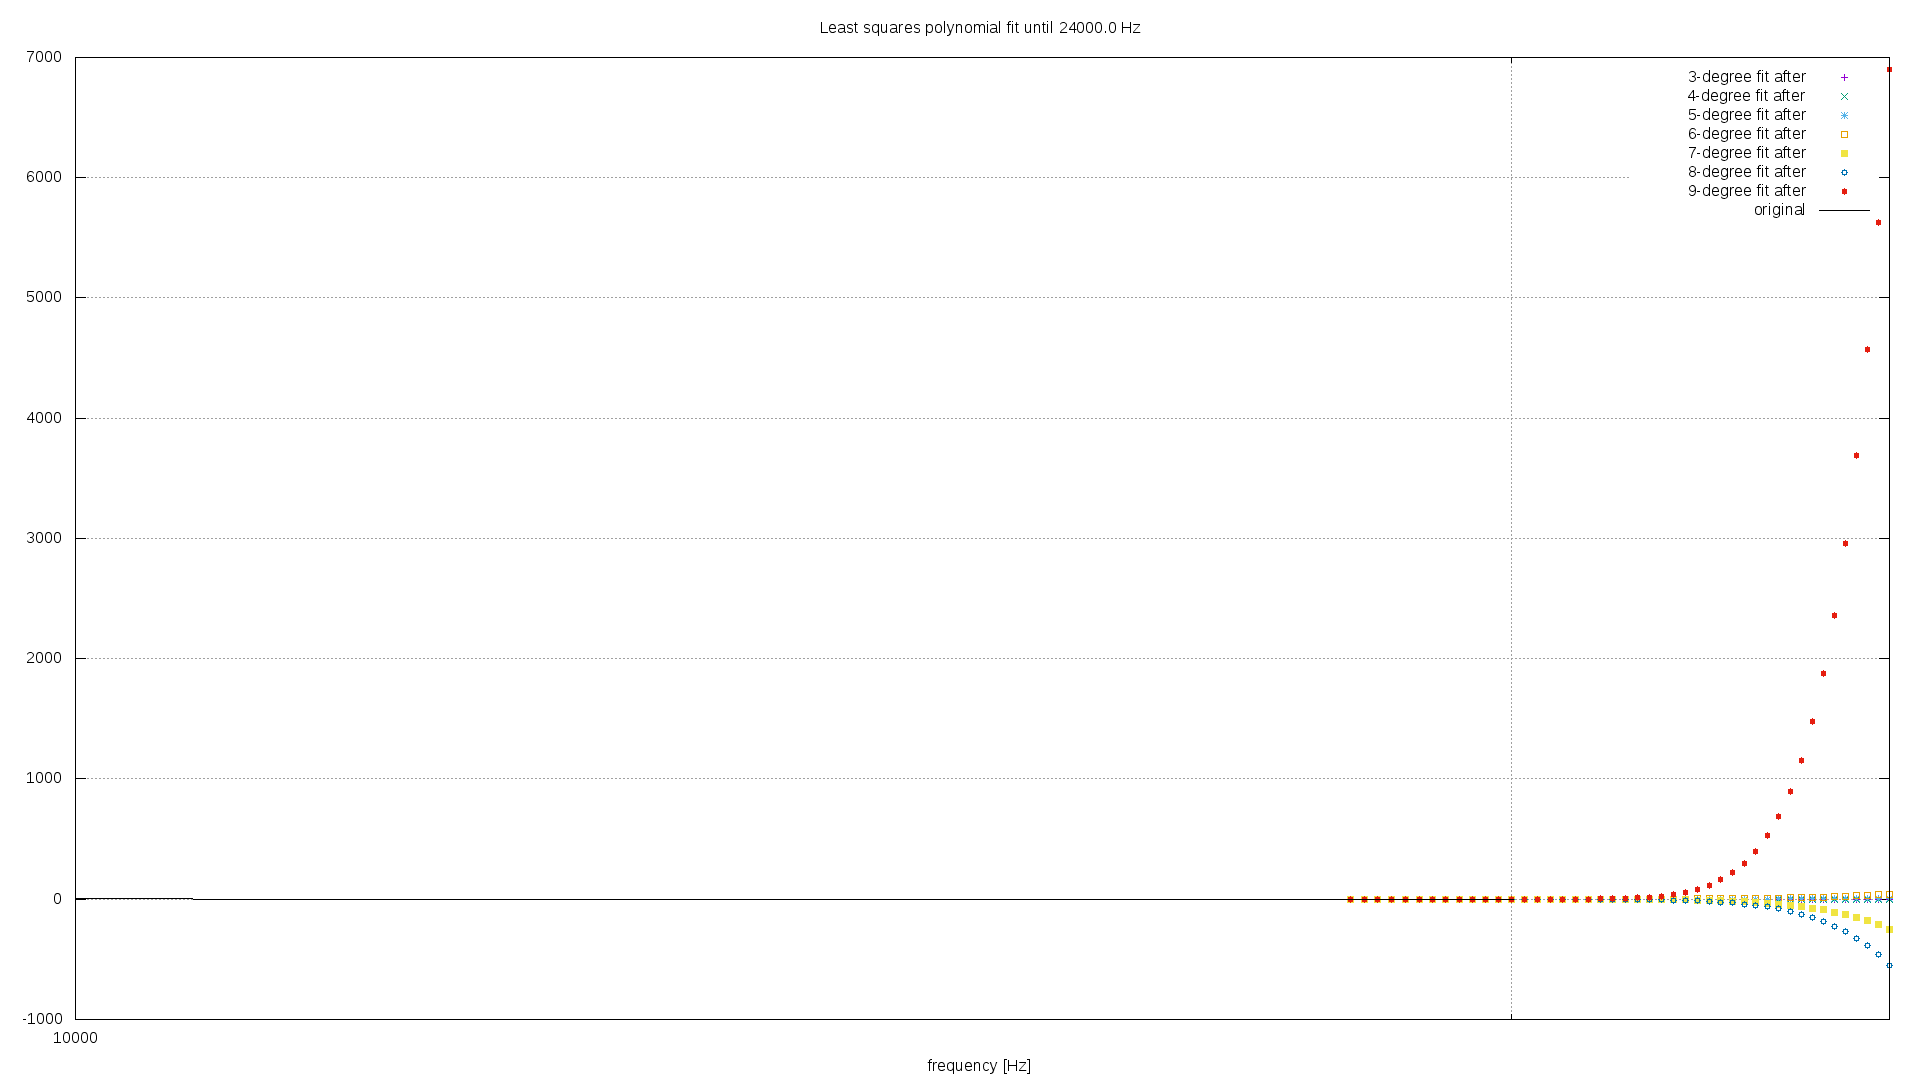 Least squares polynomial fit until 24000.0 Hz
7000
6000
5000
4000
3000
2000
1000
0
-1000
3-degree fit after
4-degree fit after
5-degree fit after
6-degree fit after
7-degree fit after
8-degree fit after
9-degree fit after
original
10000
frequency [Hz]